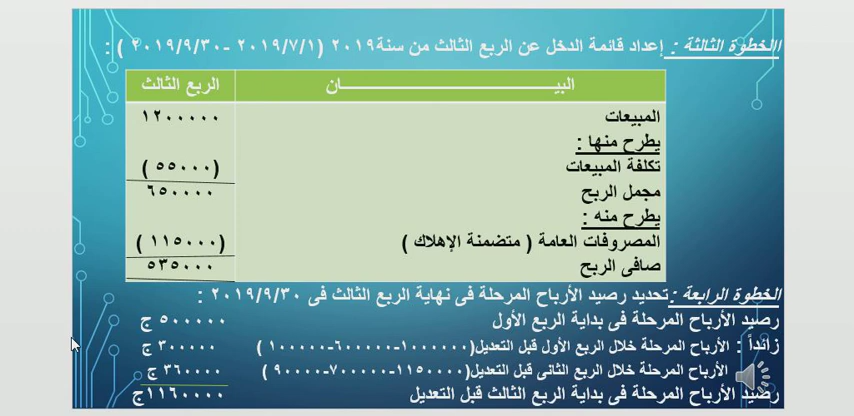 الخطوة الثالثة : إعداد قائمة الدخل عن الربع الثالث من سنة٢٠١٩ (٢٠١٩/٧/١ -٢٠١٩/٩/٣٠ ) :
البيـــــــــــــــــــــــــــان الربع الثالث
المبيعات ١٢٠٠٠٠٠
يطرح منها :
تكلفة المبيعات (٥٥٠٠٠٠ )
مجمل الربح ٦٥٠٠٠٠
يطرح منه :
المصروفات العامة ( متضمنة الإهلاك ) (١١٥٠٠٠ )
صافى الربح ٥٣٥٠٠٠
الخطوة الرابعة :تحديد رصيد الأرباح المرحلة فى نهاية الربع الثالث فى ٢٠١٩/٩/٣٠ :
رصيد الأرباح المرحلة فى بداية الربع الأول ٥٠٠٠٠٠ ج
زائداً : الأرباح المرحلة خلال الربع الأول قبل التعديل(١٠٠٠٠٠٠-٦٠٠٠٠٠-١٠٠٠٠٠ ) ٣٠٠٠٠٠ ج
الأرباح المرحلة خلال الربع الثانى قبل التعديل(١١٥٠٠٠٠-٧٠٠٠٠٠-٩٠٠٠٠ ) ٣٦٠٠٠٠ ج
رصيد الأرباح المرحلة فى بداية الربع الثالث قبل التعديل ١١٦٠٠٠٠ج